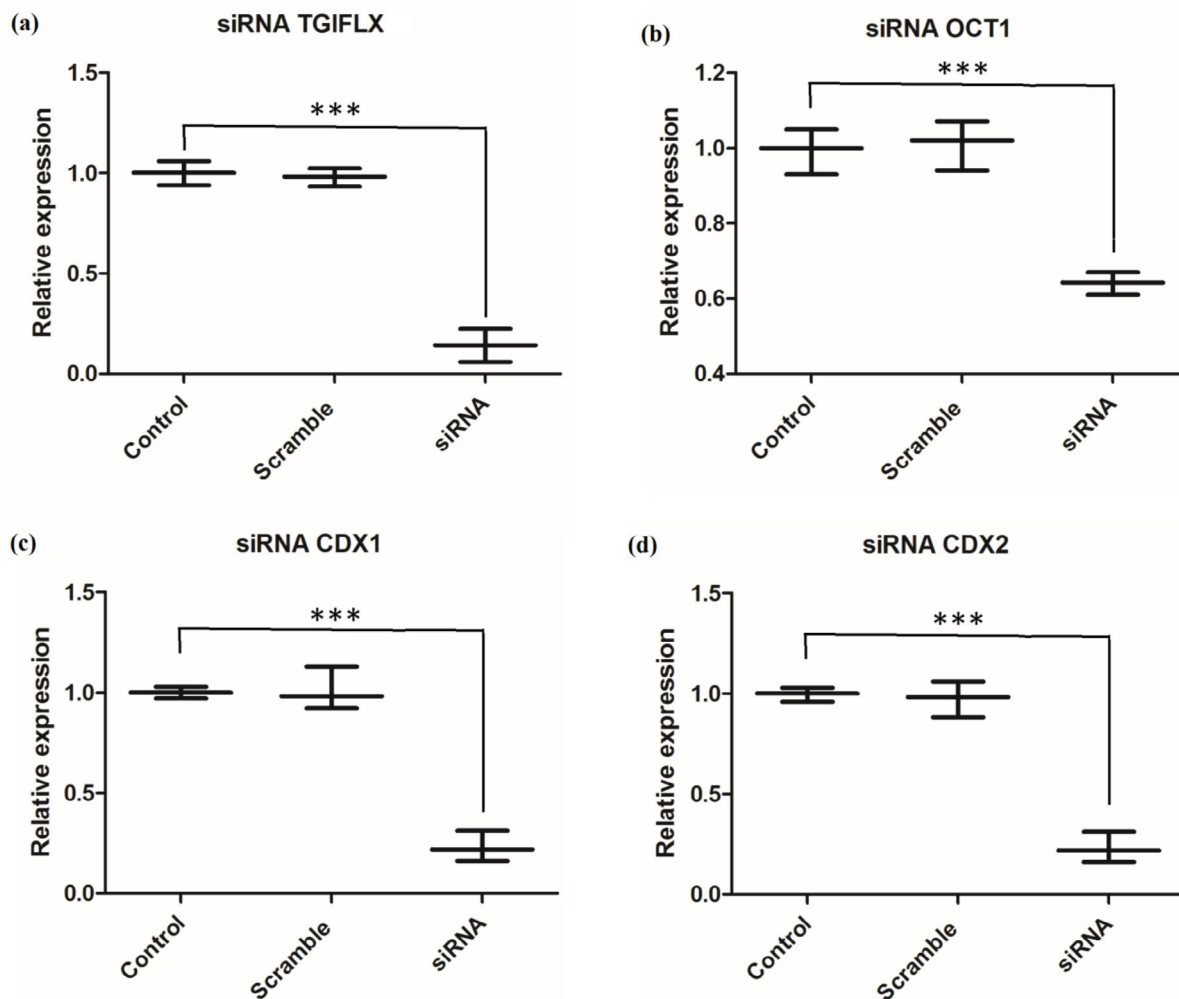 (a)
siRNA TGIFLX
Relative expression
1.5
1.0
0.5
0.0
***
Control
Scramble
siRNA
(b)
siRNA OCT1
Relative expression
1.2
1.0
0.8
0.6
0.4
***
Control
Scramble
siRNA
(c)
siRNA CDX1
Relative expression
1.5
1.0
0.5
0.0
***
Control
Scramble
siRNA
(d)
siRNA CDX2
Relative expression
1.5
1.0
0.5
0.0
***
Control
Scramble
siRNA